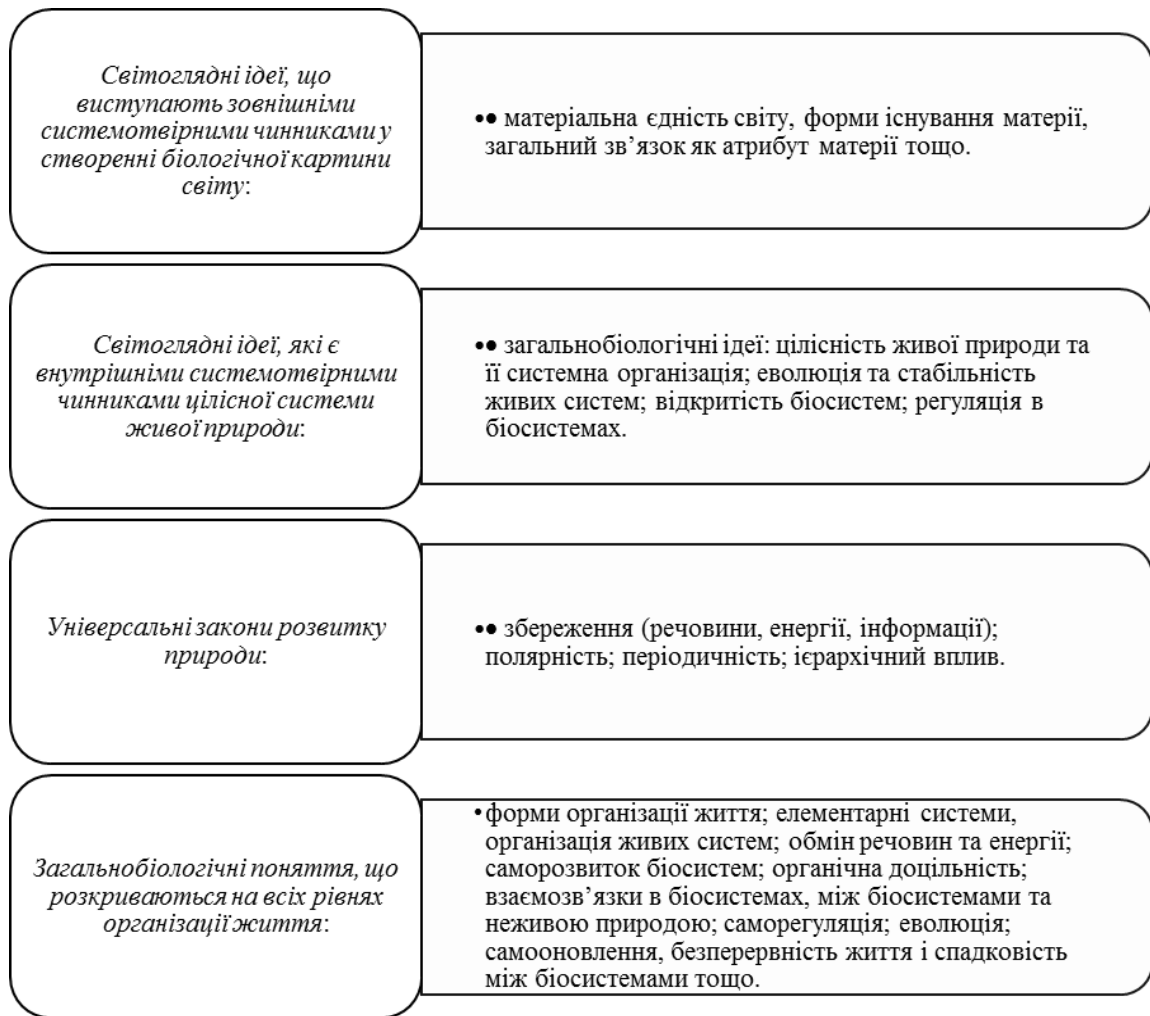 Світоглядні ідеї, що
виступають зовнішніми
системотвірними чинниками у
створенні біологічної картини
світу:
•● матеріальна єдність світу, форми існування матерії,
загальний зв’язок як атрибут матерії тощо.
Світоглядні ідеї, які є
внутрішніми системотвірними
чинниками цілісної системи
живої природи:
•● загальнобіологічні ідеї: цілісність живої природи та
її системна організація; еволюція та стабільність
живих систем; відкритість біосистем; регуляція в
біосистемах.
Універсальні закони розвитку
природи:
•● збереження (речовини, енергії, інформації);
полярність; періодичність; ієрархічний вплив.
Загальнобіологічні поняття, що
розкриваються на всіх рівнях
організації життя:
•форми організації життя; елементарні системи,
організація живих систем; обмін речовин та енергії;
саморозвиток біосистем; органічна доцільність;
взаємозв’язки в біосистемах, між біосистемами та
неживою природою; саморегуляція; еволюція;
самооновлення, безперервність життя і спадковість
між біосистемами тощо.